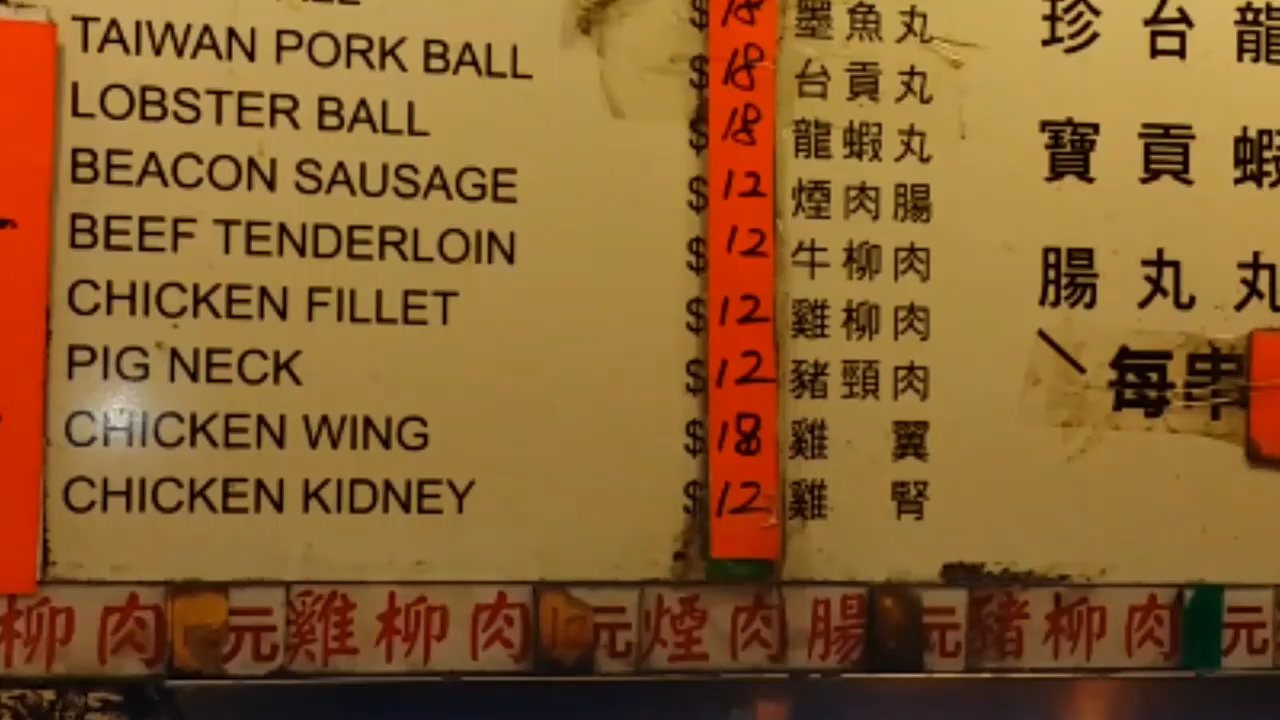 $18 墨魚丸
TAIWAN PORK BALL $18 台貢丸
LOBSTER BALL $18 龍蝦丸
BEACON SAUSAGE $12 煙肉腸
BEEF TENDERLOIN $12 牛柳肉
CHICKEN FILLET $12 雞柳肉
PIG NECK $12 豬頸肉
CHICKEN WING $18 雞翼
CHICKEN KIDNEY $12 雞腎
珍寶腸
台貢丸
龍蝦丸
每串
柳肉 元 雞柳肉 元 煙肉腸 元 豬柳肉 元